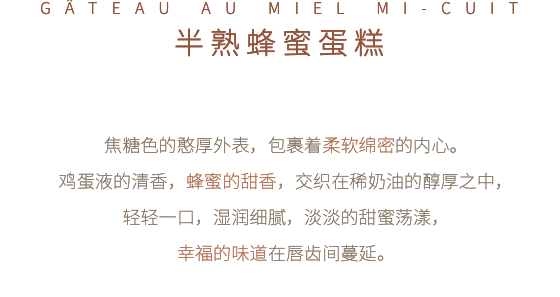 GÂTEAU AU MIEL MI-CUIT
半熟蜂蜜蛋糕
焦糖色的憨厚外表，包裹着柔软绵密的内心。
鸡蛋液的清香，蜂蜜的甜香，交织在稀奶油的醇厚之中，
轻轻一口，湿润细腻，淡淡的甜蜜荡漾，
幸福的味道在唇齿间蔓延。